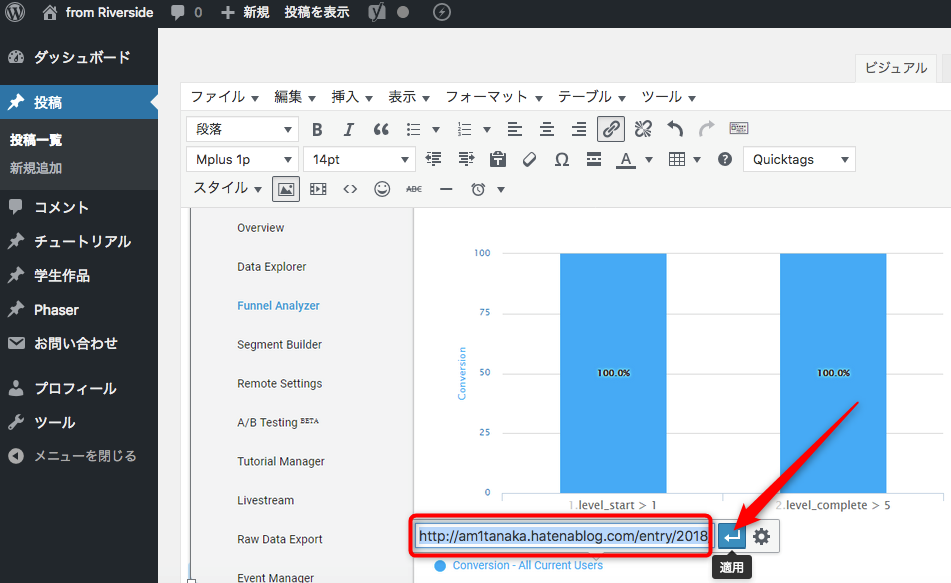 from Riverside 0 新規 投稿を表示
ダッシュボード
投稿
投稿一覧
新規追加
コメント
チュートリアル
学生作品
Phaser
お問い合わせ
プロフィール
ツール
メニューを閉じる
ビジュアル
ファイル 編集 挿入 表示 フォーマット テーブル ツール
段落 B I
Mplus 1p 14pt Ω A Quicktags
スタイル ABC
Overview
Data Explorer
Funnel Analyzer
Segment Builder
Remote Settings
A/B Testing BETA
Tutorial Manager
Livestream
Raw Data Export
Event Manager
Conversion
100
75
50
25
0
100.0% 100.0%
1.level_start > 1 2.level_complete > 5
http://am1tanaka.hatenablog.com/entry/2018
適用
Conversion - All Current Users